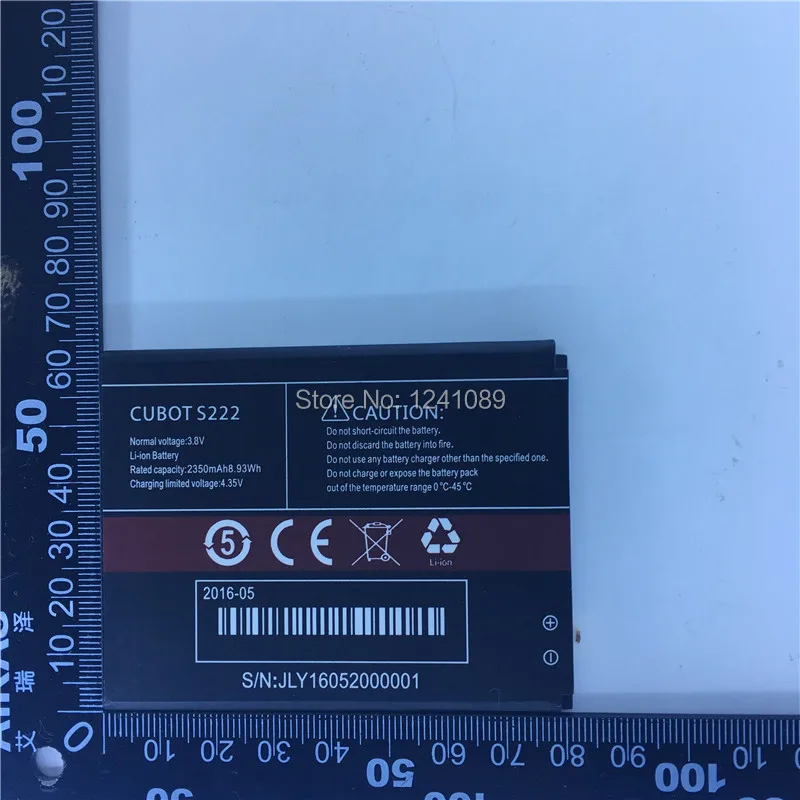 Store No: 1241089
CUBOT S222
Normal voltage:3.8V
Li-ion Battery
Rated capacity:2350mAh8.93Wh
Charging limited voltage:4.35V
CAUTION:
Do not short-circuit the battery.
Do not discard the battery into fire.
Do not use any battery charger other than the specified one.
Do not charge or expose the battery pack
out of the temperature range 0 °C-45 °C
5
CE
Li-ion
2016-05
S/N:JLY16052000001
+
−
20
10
100
90
80
70
60
50
40
30
20
10
0
10
20
30
40
50
60
70
80
90
100
10
20
艾瑞泽